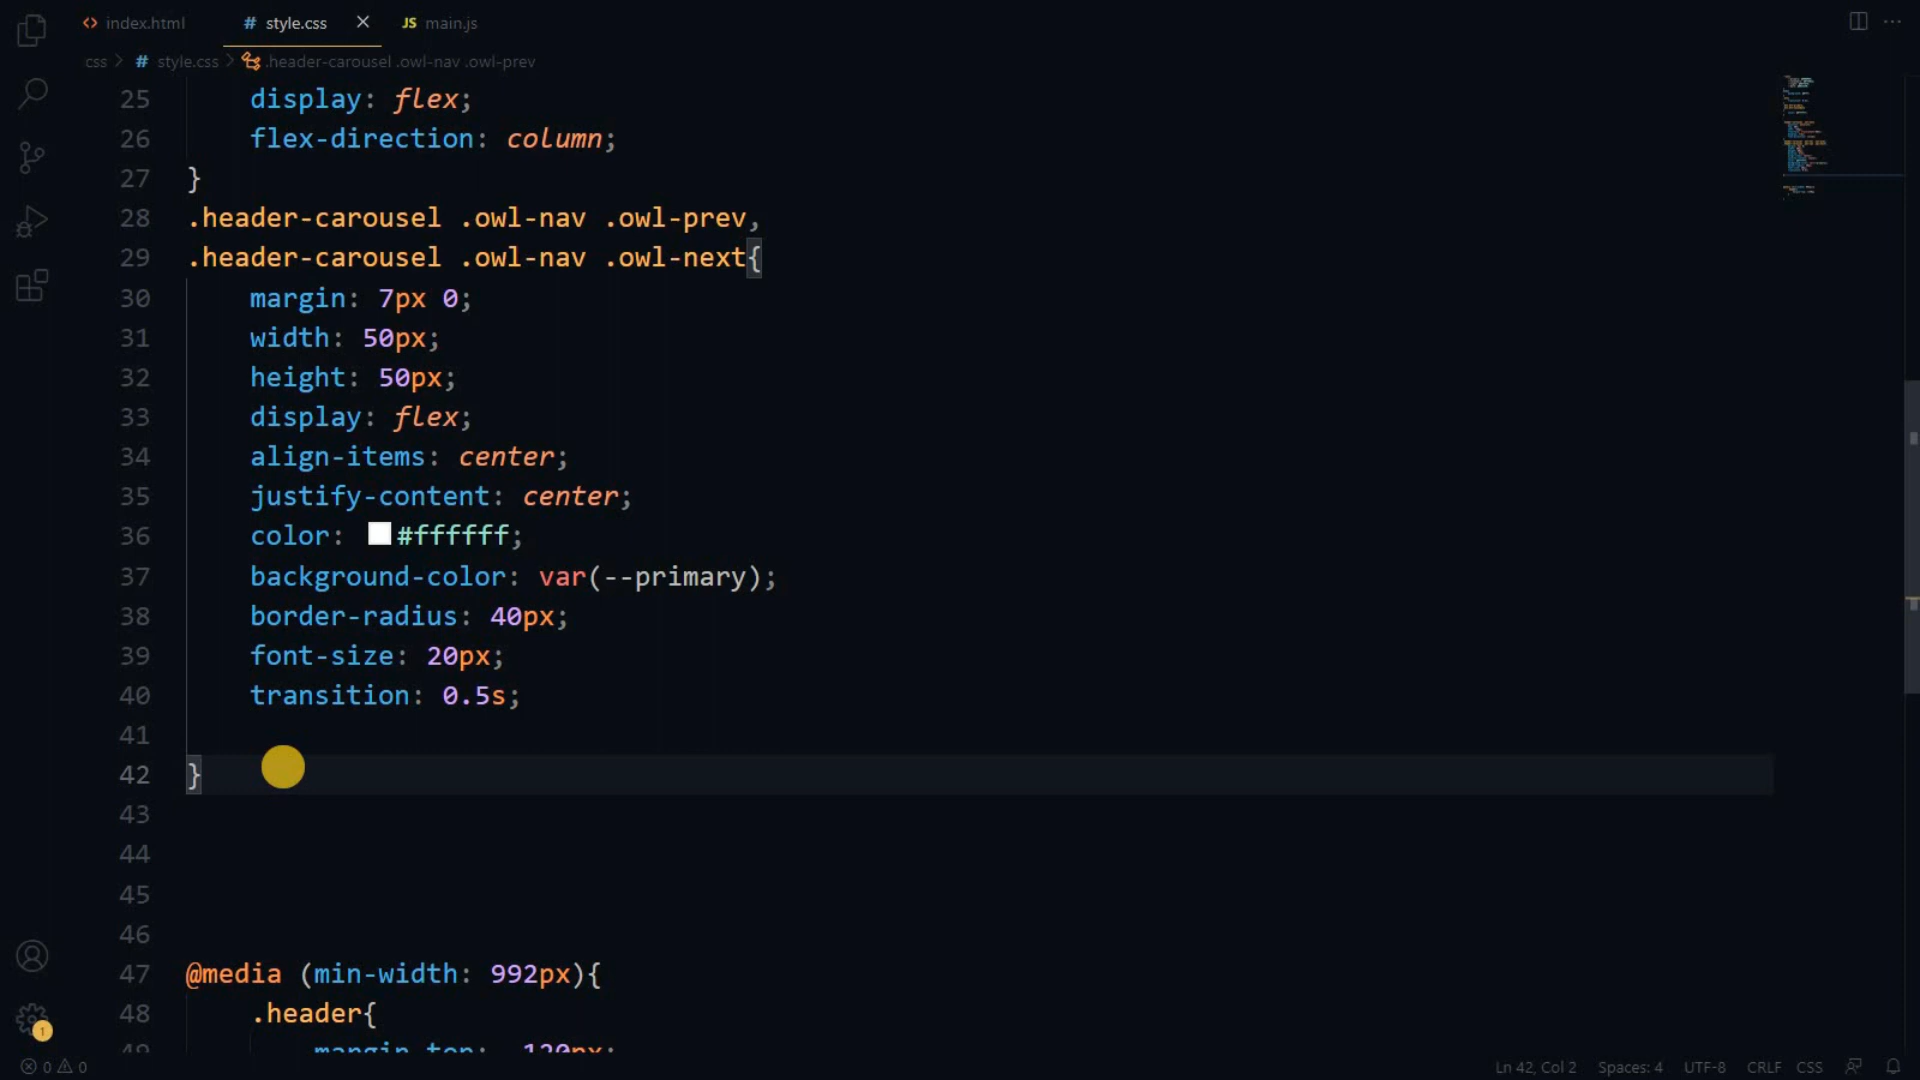 index.html
style.css
JS main.js
css > # style.css > .header-carousel .owl-nav .owl-prev
25 display: flex;
26 flex-direction: column;
27 }
28 .header-carousel .owl-nav .owl-prev,
29 .header-carousel .owl-nav .owl-next{
30 margin: 7px 0;
31 width: 50px;
32 height: 50px;
33 display: flex;
34 align-items: center;
35 justify-content: center;
36 color: #ffffff;
37 background-color: var(--primary);
38 border-radius: 40px;
39 font-size: 20px;
40 transition: 0.5s;
41
42 }
43
44
45
46
47 @media (min-width: 992px){
48 .header{
49
1
0 0
Ln 42, Col 2 Spaces: 4 UTF-8 CRLF CSS